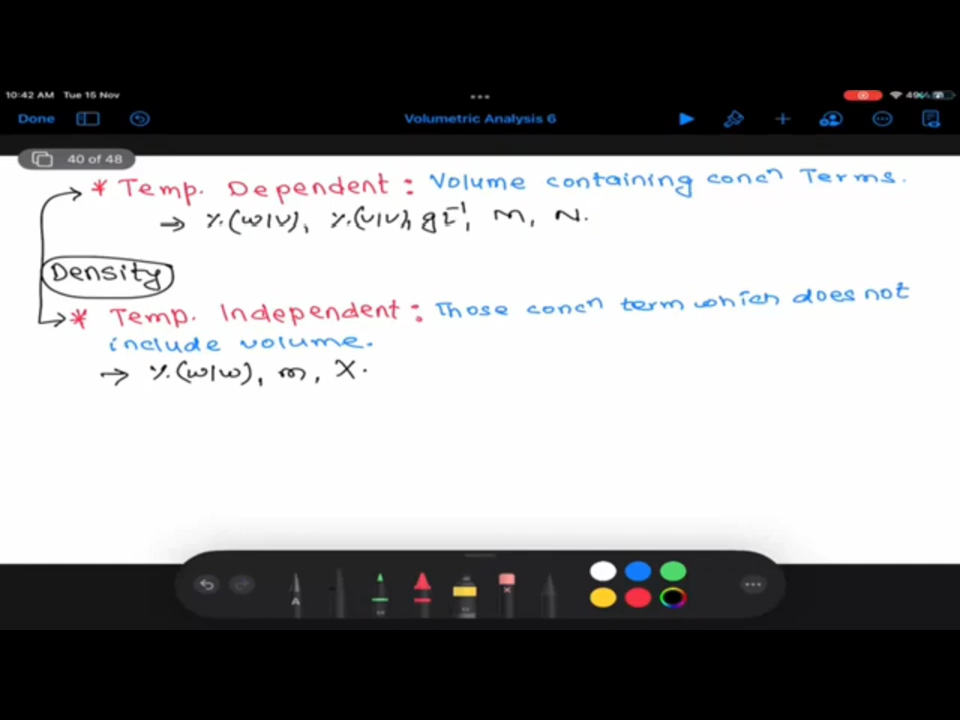 10:42 AM Tue 15 Nov
49%
Done
Volumetric Analysis 6
40 of 48
* Temp. Dependent : Volume containing concⁿ Terms.
→ %(w/v), %(v/v), gL⁻¹, M, N.
Density
* Temp. Independent : Those concⁿ term which does not
include volume.
→ %(w/w), m, X.
A